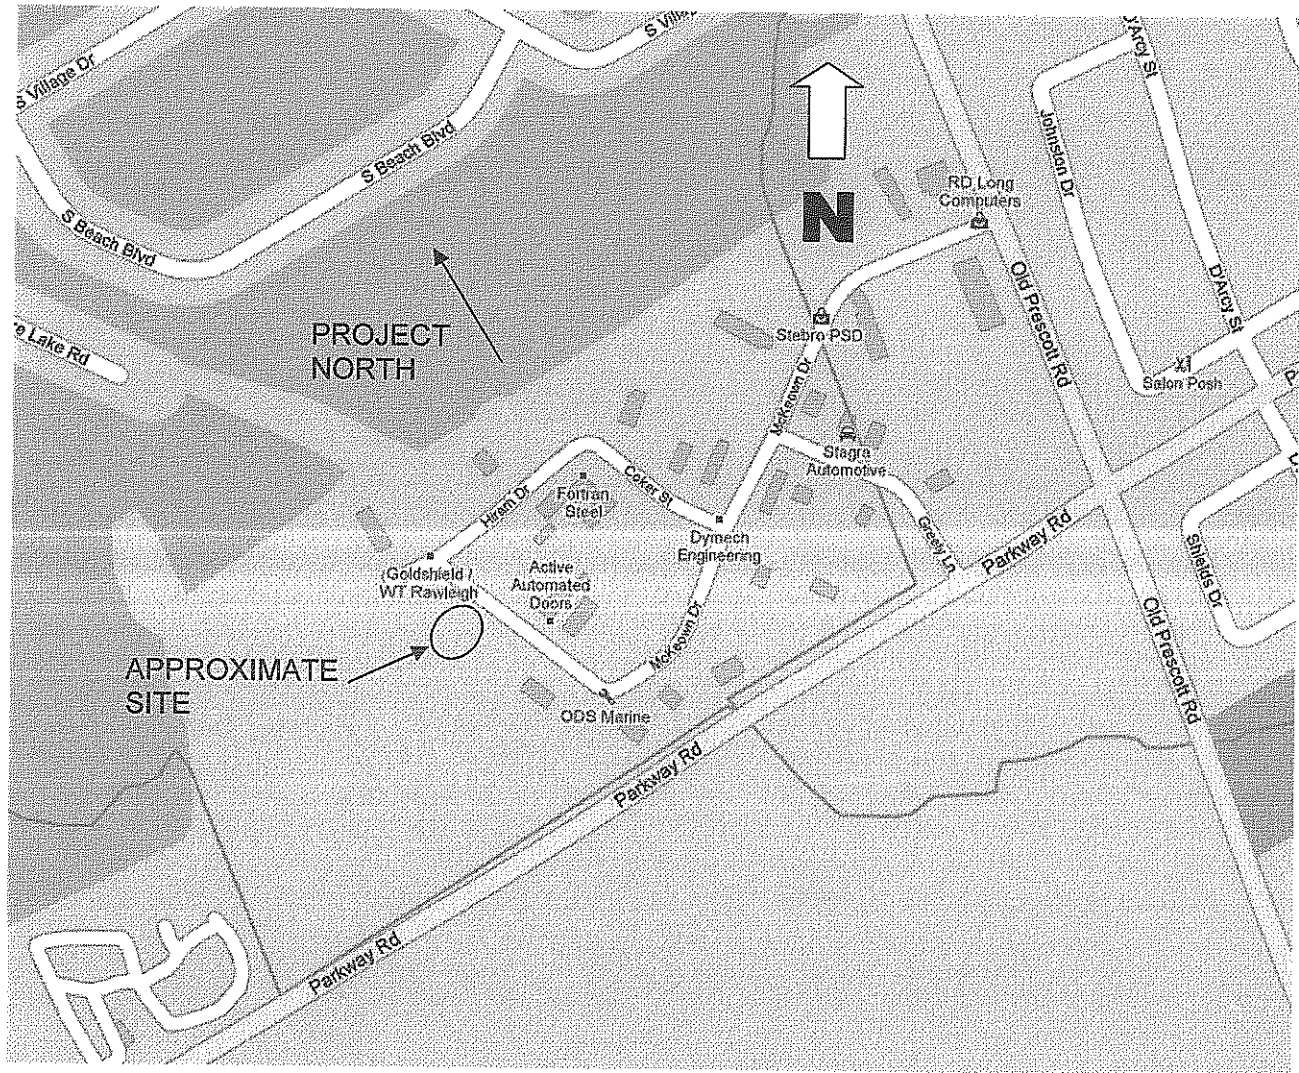 S Village Dr
S Villag
S Beach Blvd
S Beach Blvd
D'Arcy St
Johnston Dr
RD Long
Computers
N
Old Prescott Rd
D'Arcy St
PROJECT
NORTH
Lake Rd
Stebro PSD
Salon Posh
McKeown Dr
Stagra
Automotive
Hiram Dr
Coker St
Fortran
Steel
Dymech
Engineering
Greely Ln
Parkway Rd
Shields Dr
Goldshield /
WT Rawleigh
Active
Automated
Doors
McKeown Dr
Old Prescott Rd
APPROXIMATE
SITE
ODS Marine
Parkway Rd
Parkway Rd